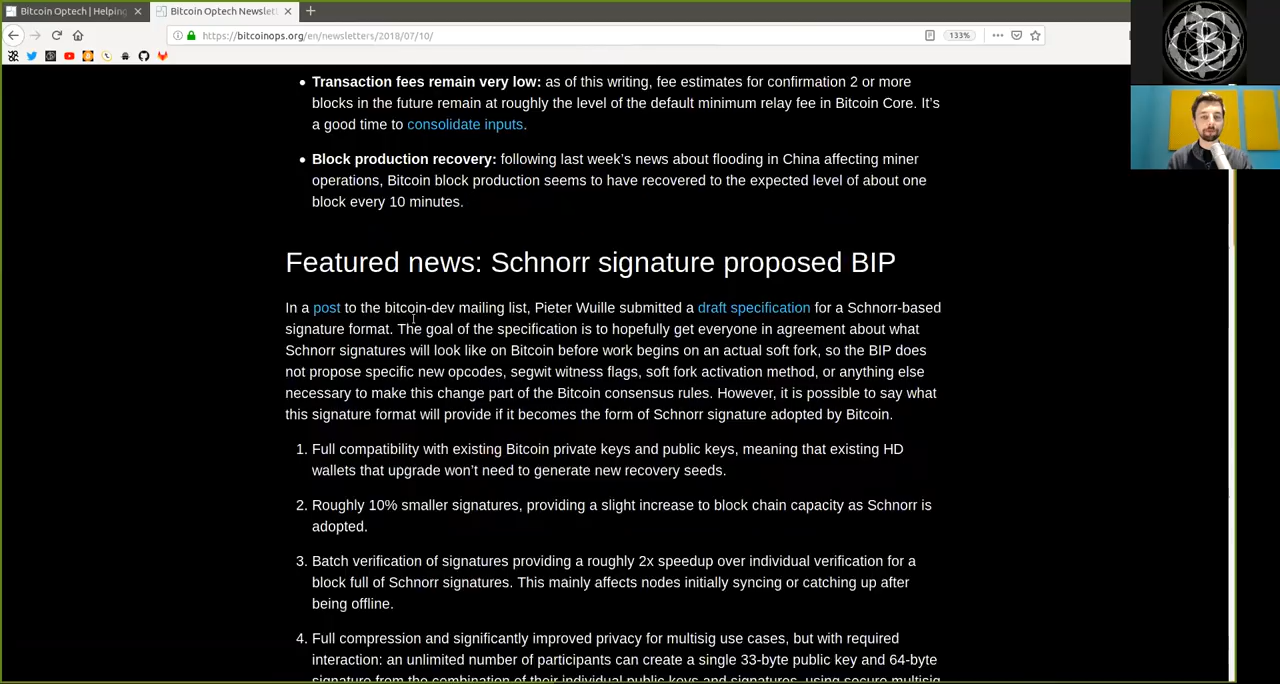 Bitcoin Optech | Helping
Bitcoin Optech Newslet
https://bitcoinops.org/en/newsletters/2018/07/10/
133%
Transaction fees remain very low: as of this writing, fee estimates for confirmation 2 or more
blocks in the future remain at roughly the level of the default minimum relay fee in Bitcoin Core. It's
a good time to consolidate inputs.
Block production recovery: following last week's news about flooding in China affecting miner
operations, Bitcoin block production seems to have recovered to the expected level of about one
block every 10 minutes.
Featured news: Schnorr signature proposed BIP
In a post to the bitcoin-dev mailing list, Pieter Wuille submitted a draft specification for a Schnorr-based
signature format. The goal of the specification is to hopefully get everyone in agreement about what
Schnorr signatures will look like on Bitcoin before work begins on an actual soft fork, so the BIP does
not propose specific new opcodes, segwit witness flags, soft fork activation method, or anything else
necessary to make this change part of the Bitcoin consensus rules. However, it is possible to say what
this signature format will provide if it becomes the form of Schnorr signature adopted by Bitcoin.
1. Full compatibility with existing Bitcoin private keys and public keys, meaning that existing HD
wallets that upgrade won't need to generate new recovery seeds.
2. Roughly 10% smaller signatures, providing a slight increase to block chain capacity as Schnorr is
adopted.
3. Batch verification of signatures providing a roughly 2x speedup over individual verification for a
block full of Schnorr signatures. This mainly affects nodes initially syncing or catching up after
being offline.
4. Full compression and significantly improved privacy for multisig use cases, but with required
interaction: an unlimited number of participants can create a single 33-byte public key and 64-byte
signature from the combination of their individual public keys and signatures, using secure multisig